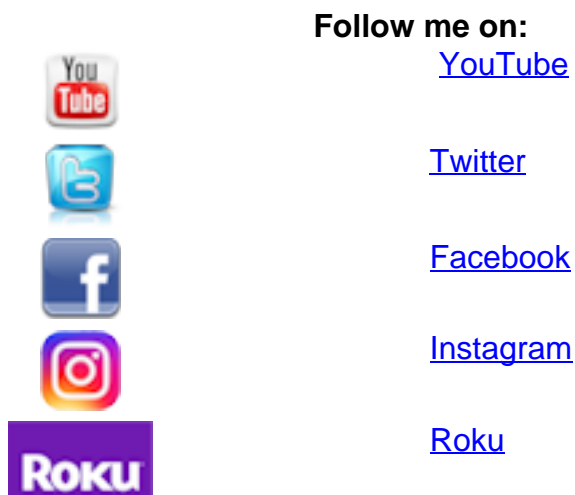 Follow me on:
You
Tube
YouTube
t
Twitter
f
Facebook
Instagram
ROKU
Roku